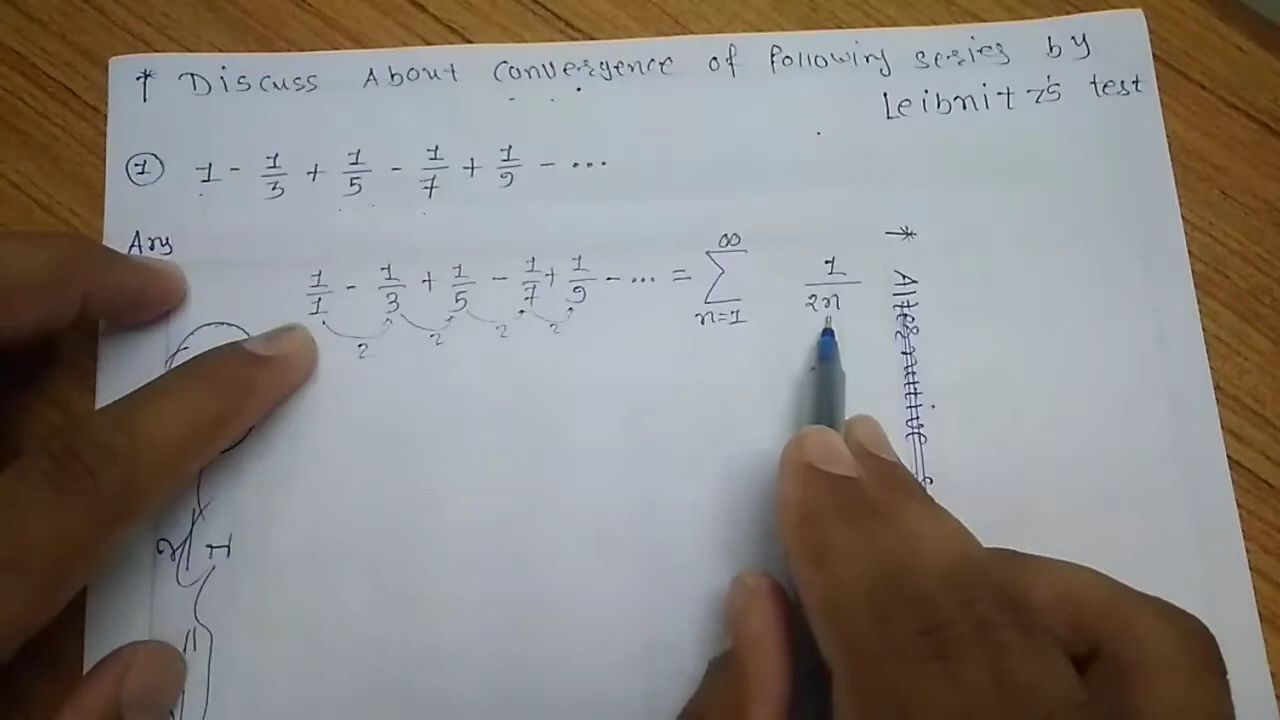 * Discuss About convergence of following series by
Leibnitz's test
① 1 - 1/3 + 1/5 - 1/7 + 1/9 - ...
Ans
1/1 - 1/3 + 1/5 - 1/7 + 1/9 - ... = ∑ 1/2n
∞
n=1
2 2 2 2
* Alternative